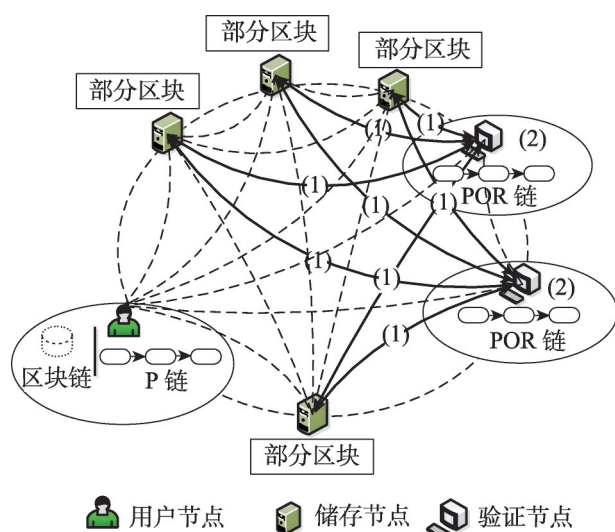 部分区块
部分区块
部分区块
(1)
(1)
(2)
POR 链
(1)
(1)
(1)
(1)
(1)
(1)
(2)
POR 链
区块链
P 链
部分区块
用户节点
储存节点
验证节点